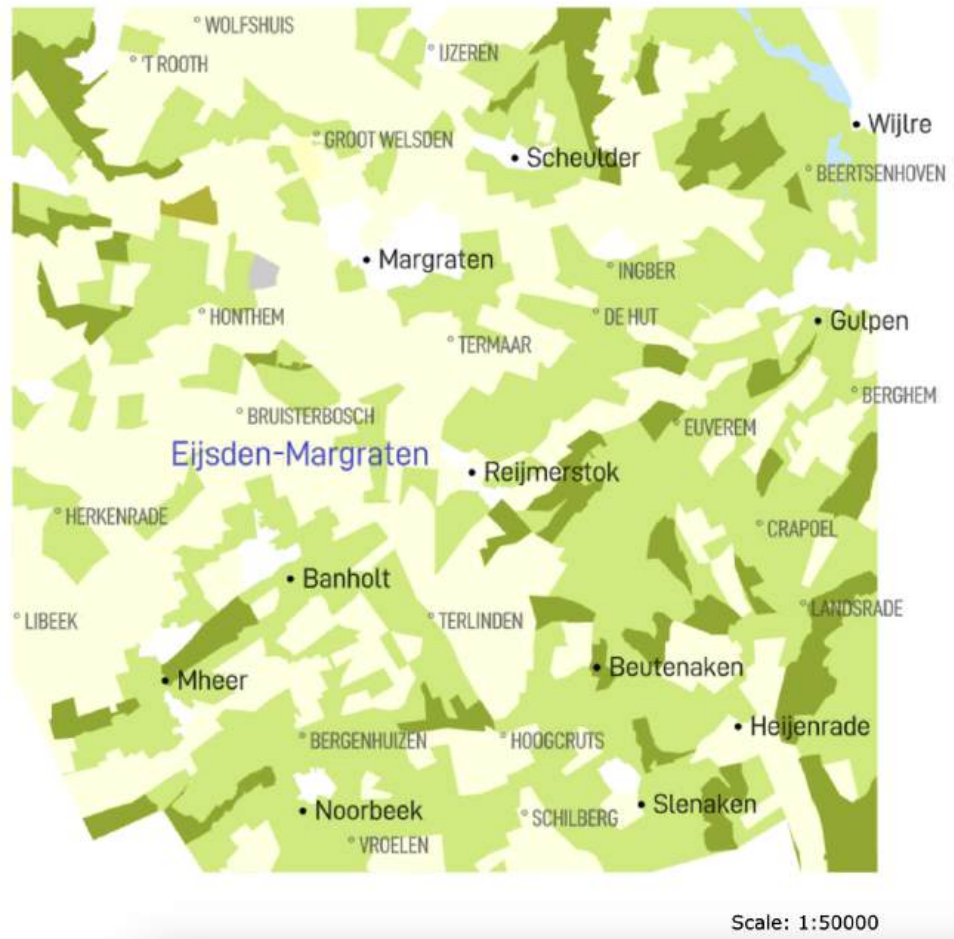 WOLFSHUIS
IJZEREN
'T ROOTH
Wijlre
GROOT WELSDEN
Scheulder
BEERTSENHOVEN
Margraten
INGBER
HONTHEM
DE HUT
Gulpen
TERMAAR
BERGHEM
BRUISTERBOSCH
EUVEREM
Eijsden-Margraten
Reijmerstok
HERKENRADE
CRAPOEL
Banholt
LANDSRADE
LIBEEK
TERLINDEN
Beutenaken
Mheer
Heijenrade
BERGENHUIZEN
HOOGCRUTS
Slenaken
Noorbeek
SCHILBERG
VROELEN
Scale: 1:50000